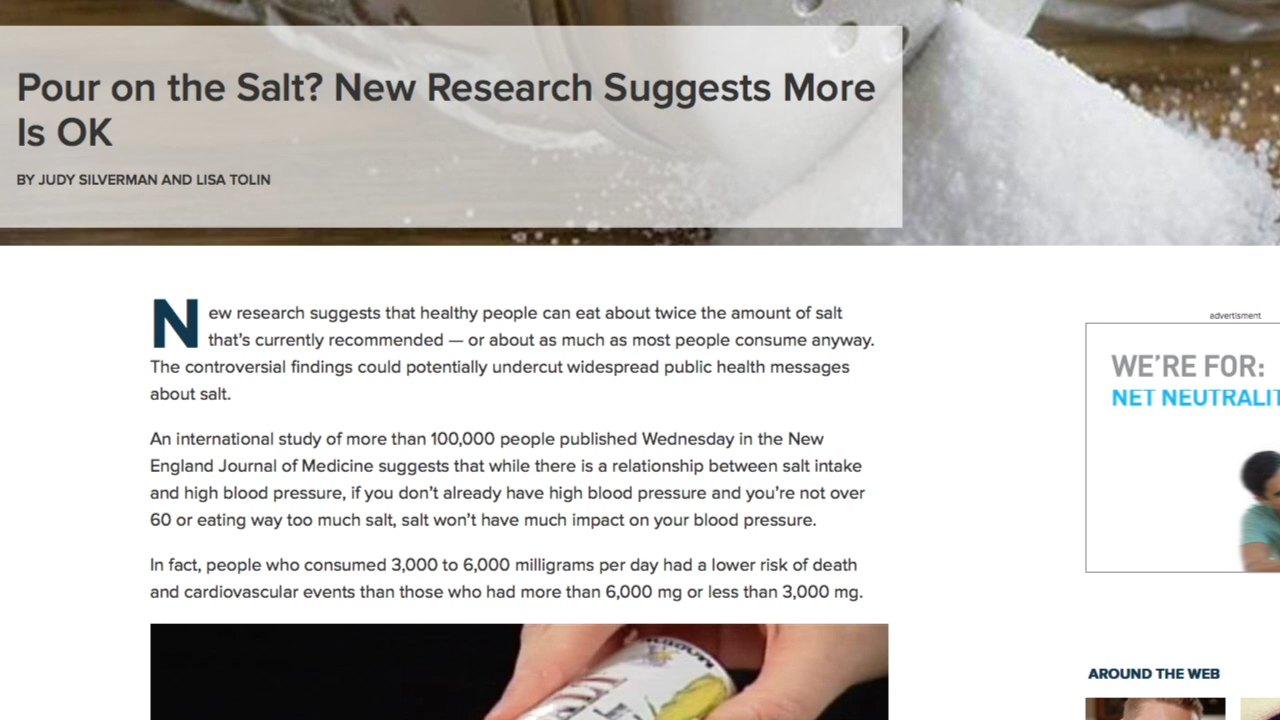 Pour on the Salt? New Research Suggests More
Is OK
BY JUDY SILVERMAN AND LISA TOLIN
New research suggests that healthy people can eat about twice the amount of salt
that's currently recommended — or about as much as most people consume anyway.
The controversial findings could potentially undercut widespread public health messages
about salt.
An international study of more than 100,000 people published Wednesday in the New
England Journal of Medicine suggests that while there is a relationship between salt intake
and high blood pressure, if you don't already have high blood pressure and you're not over
60 or eating way too much salt, salt won't have much impact on your blood pressure.
In fact, people who consumed 3,000 to 6,000 milligrams per day had a lower risk of death
and cardiovascular events than those who had more than 6,000 mg or less than 3,000 mg.
advertisment
WE'RE FOR:
NET NEUTRALIT
AROUND THE WEB